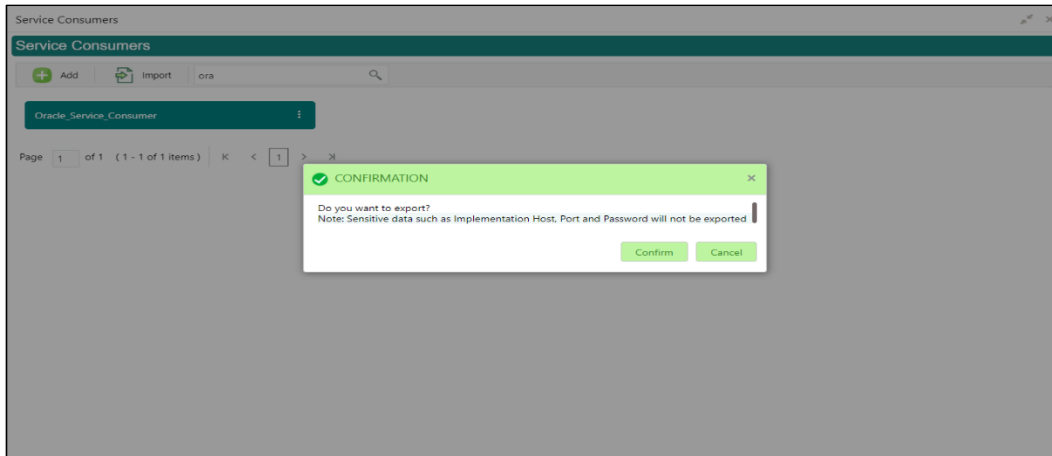 Service Consumers
Service Consumers
Add Import ora
Oracle_Service_Consumer
Page 1 of 1 (1 - 1 of 1 items) K < 1 > Ʞ
CONFIRMATION
Do you want to export?
Note: Sensitive data such as Implementation Host, Port and Password will not be exported
Confirm Cancel